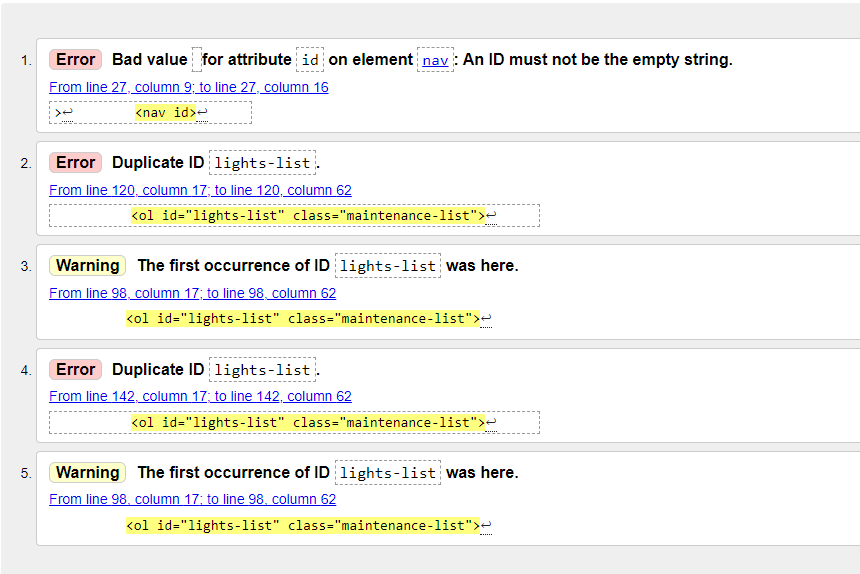 1. Error Bad value for attribute id on element nav: An ID must not be the empty string.
From line 27, column 9; to line 27, column 16
>↩ <nav id>↩
2. Error Duplicate ID lights-list.
From line 120, column 17; to line 120, column 62
<ol id="lights-list" class="maintenance-list">↩
3. Warning The first occurrence of ID lights-list was here.
From line 98, column 17; to line 98, column 62
<ol id="lights-list" class="maintenance-list">↩
4. Error Duplicate ID lights-list.
From line 142, column 17; to line 142, column 62
<ol id="lights-list" class="maintenance-list">↩
5. Warning The first occurrence of ID lights-list was here.
From line 98, column 17; to line 98, column 62
<ol id="lights-list" class="maintenance-list">↩